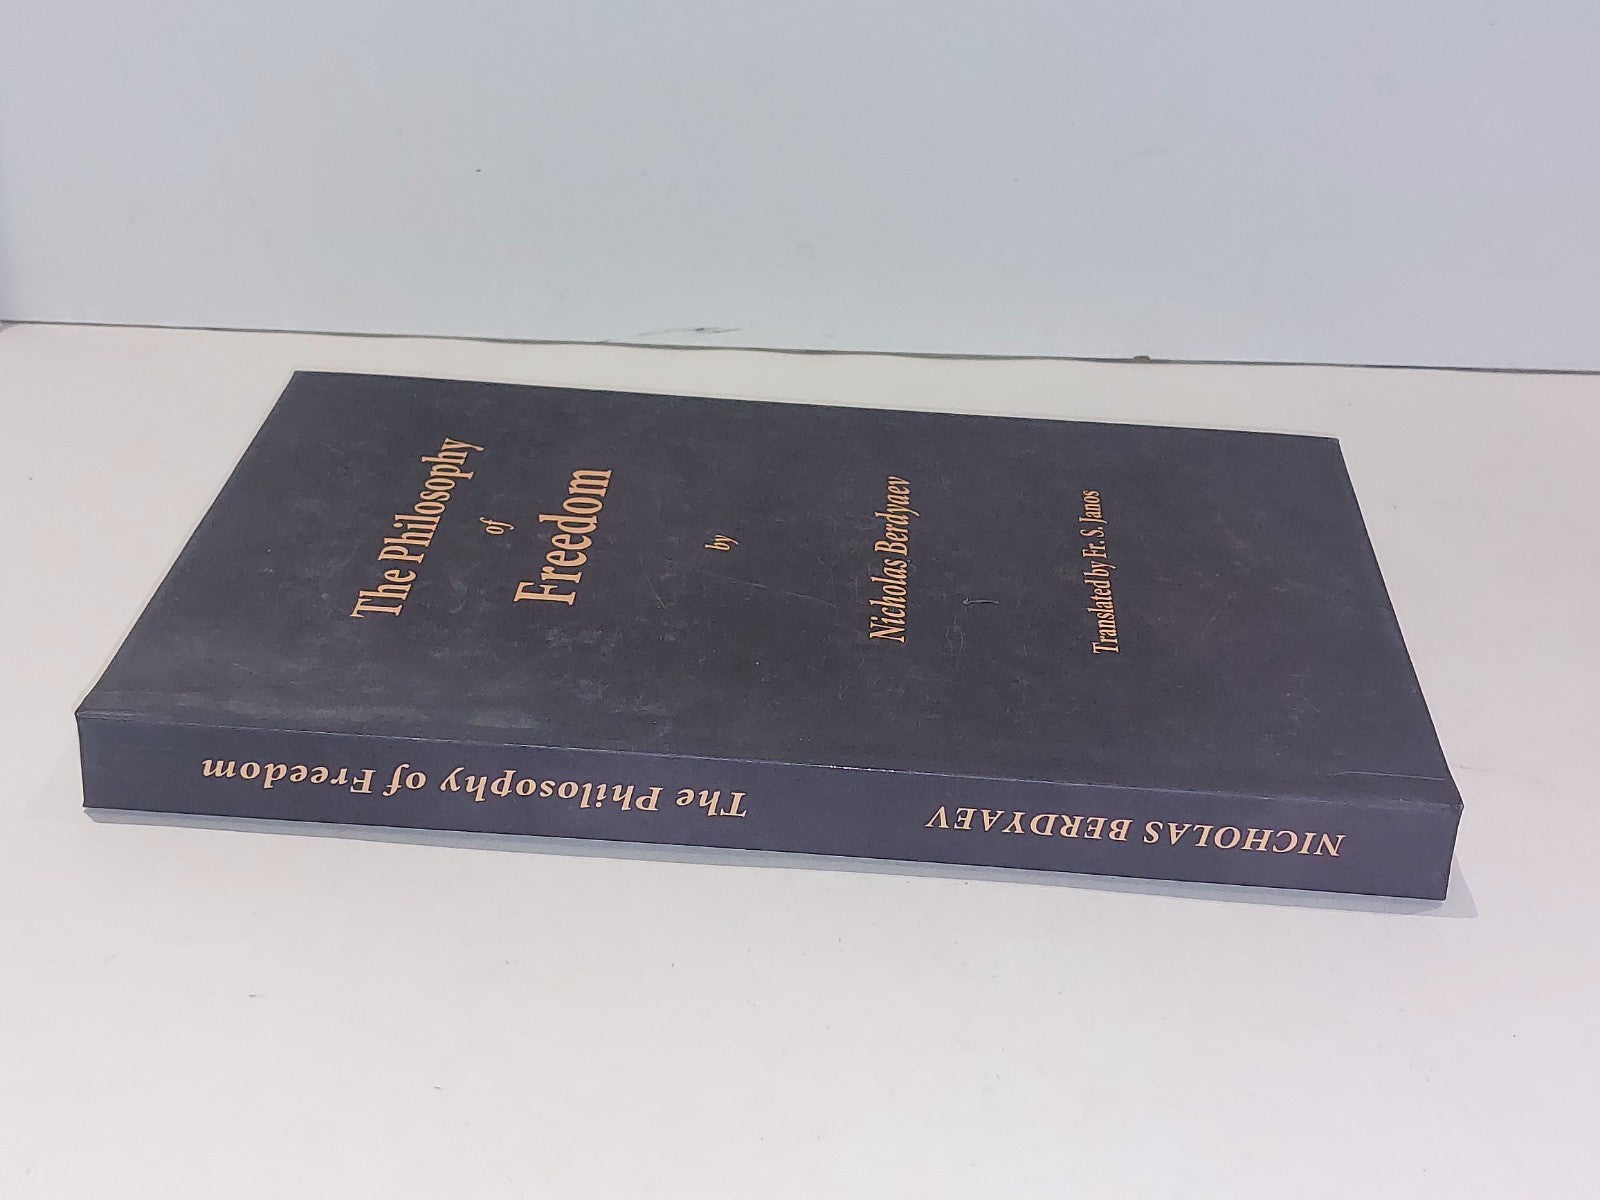 The Philosophy
of
Freedom
by
Nicholas Berdyaev
Translated by Fr. S. Janos
NICHOLAS BERDYAEV
The Philosophy of Freedom